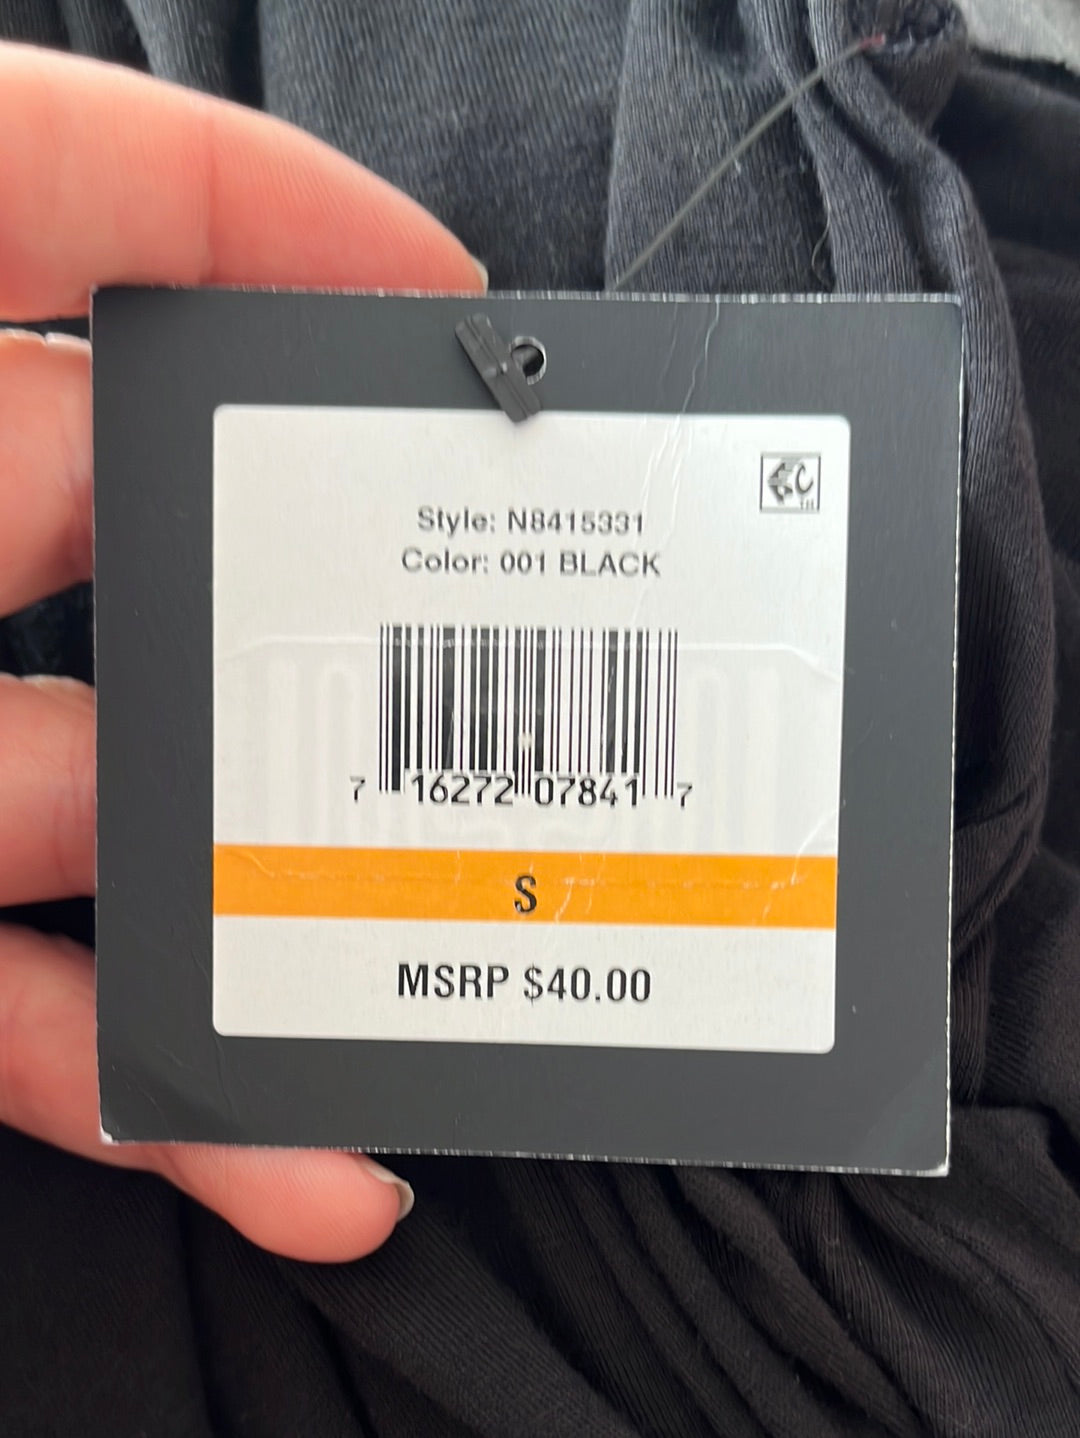 Style: N8415331
Color: 001 BLACK
7 16272 07841 7
S
MSRP $40.00